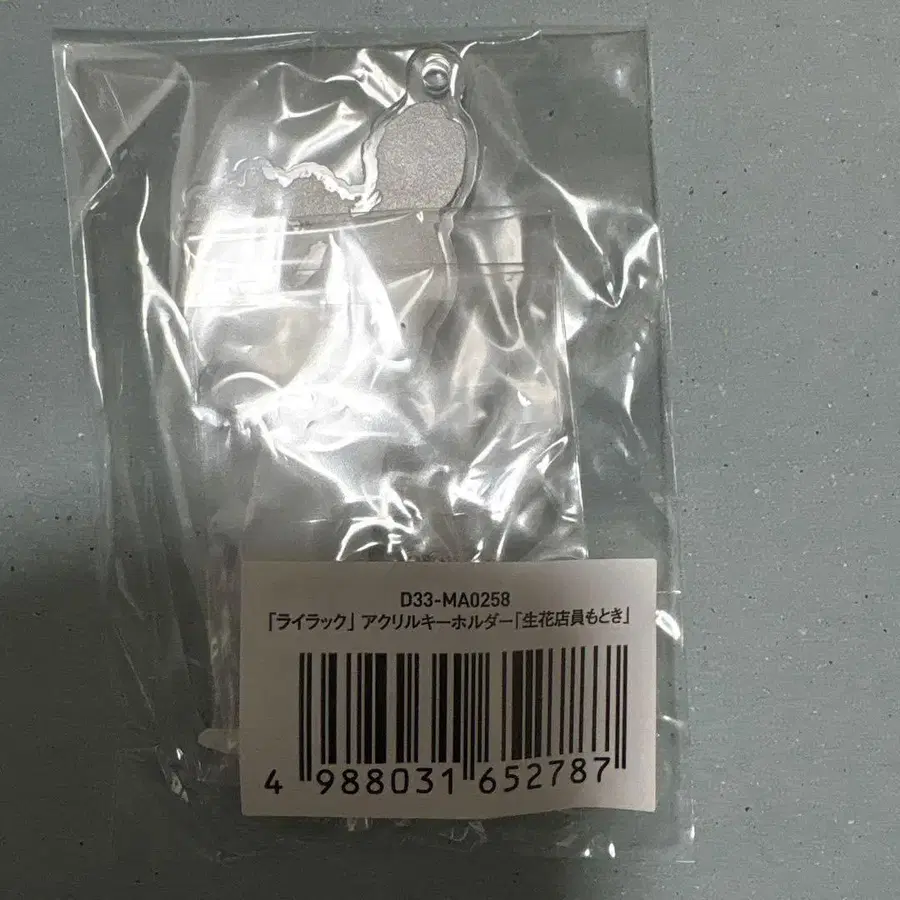 D33-MA0258
「ライラック」 アクリルキーホルダー「生花店員もとき」
4 988031 652787